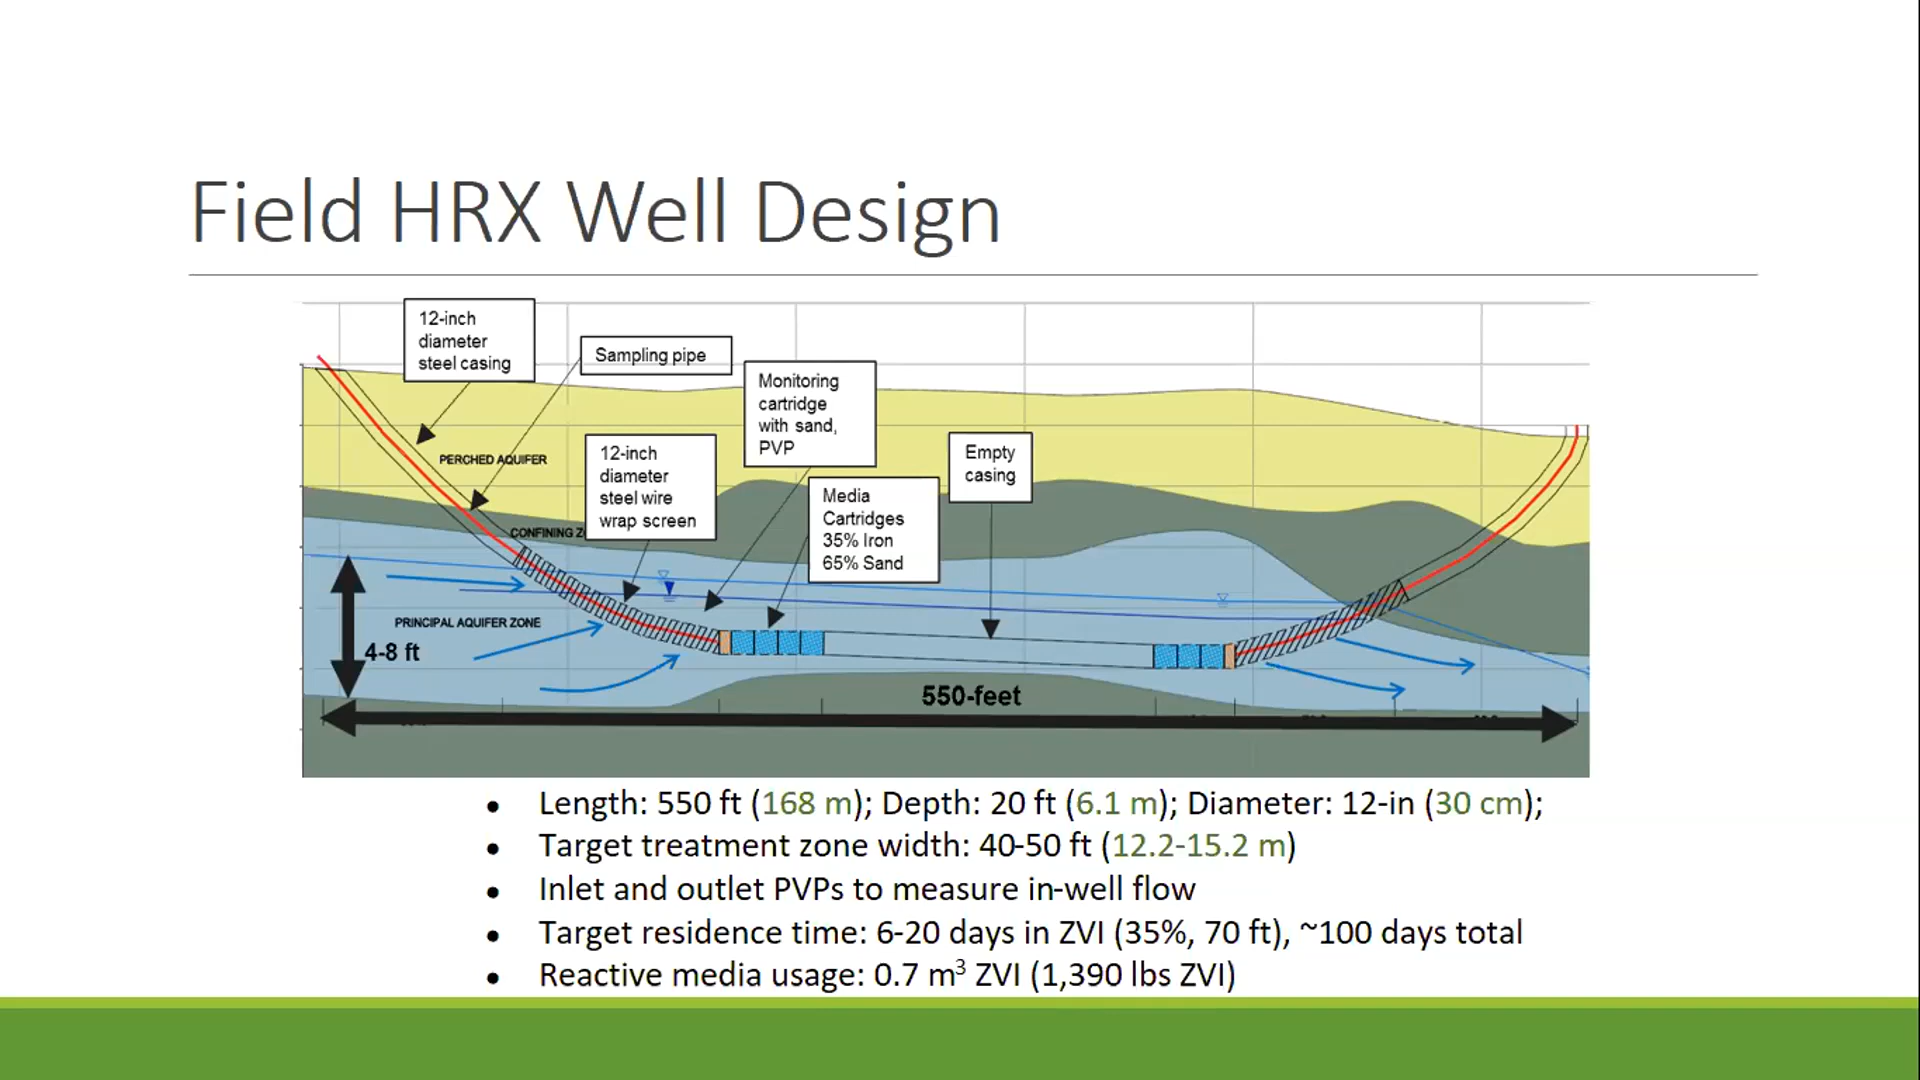 Field HRX Well Design
12-inch
diameter
steel casing
Sampling pipe
Monitoring
cartridge
with sand,
PVP
12-inch
diameter
steel wire
wrap screen
Media
Cartridges
35% Iron
65% Sand
Empty
casing
PERCHED AQUIFER
CONFINING
PRINCIPAL AQUIFER ZONE
4-8 ft
550-feet
• Length: 550 ft (168 m); Depth: 20 ft (6.1 m); Diameter: 12-in (30 cm);
• Target treatment zone width: 40-50 ft (12.2-15.2 m)
• Inlet and outlet PVPs to measure in-well flow
• Target residence time: 6-20 days in ZVI (35%, 70 ft), ~100 days total
• Reactive media usage: 0.7 m³ ZVI (1,390 lbs ZVI)